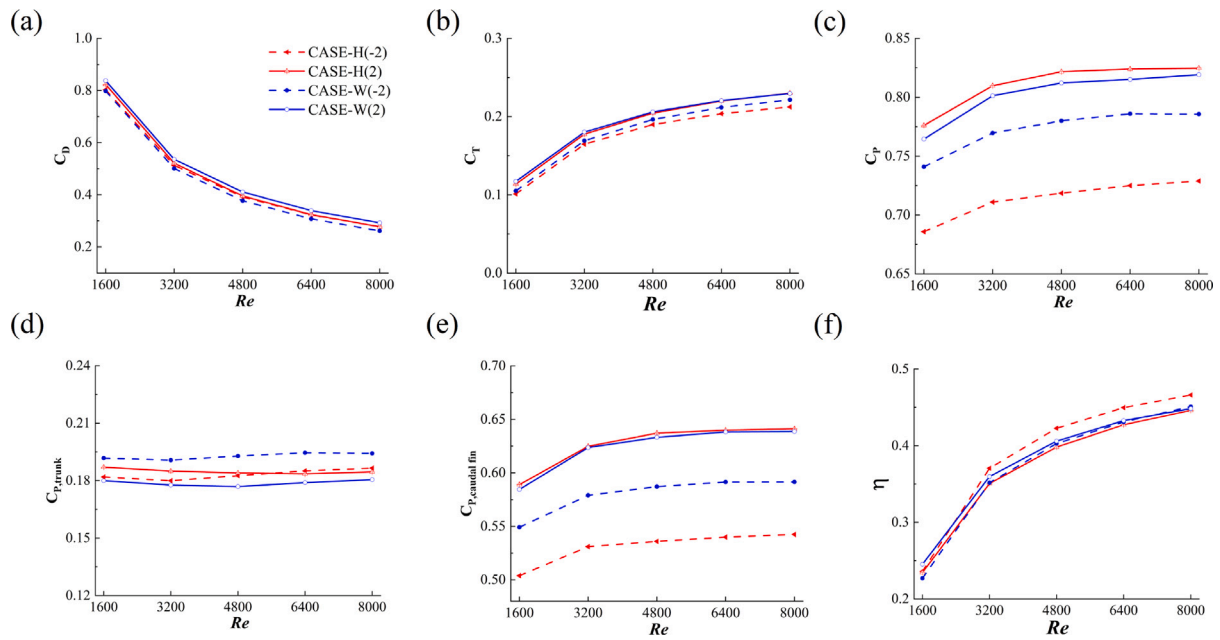 (a)
1.0
0.8
0.6
0.4
0.2
C_D
1600 3200 4800 6400 8000
Re
CASE-H(-2)
CASE-H(2)
CASE-W(-2)
CASE-W(2)
(b)
0.3
0.2
0.1
0.0
C_T
1600 3200 4800 6400 8000
Re
(c)
0.85
0.80
0.75
0.70
0.65
C_P
1600 3200 4800 6400 8000
Re
(d)
0.24
0.21
0.18
0.15
0.12
C_P,trunk
1600 3200 4800 6400 8000
Re
(e)
0.70
0.65
0.60
0.55
0.50
C_P,caudal fin
1600 3200 4800 6400 8000
Re
(f)
0.5
0.4
0.3
0.2
η
1600 3200 4800 6400 8000
Re